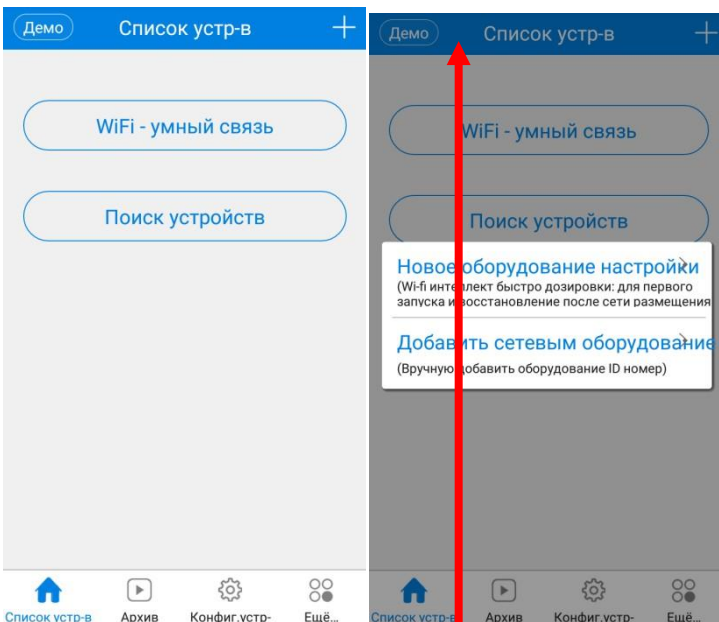 Демо Список устр-в
WiFi - умный связь
Поиск устройств
Список устр-в Архив Конфиг.устр- Ещё...
Демо Список устр-в
WiFi - умный связь
Поиск устройств
Новое оборудование настройки
(Wi-fi интеллект быстро дозировки: для первого
запуска и восстановление после сети размещения
Добавить сетевым оборудование
(Вручную добавить оборудование ID номер)
Список устр-в Архив Конфиг.устр- Ещё...